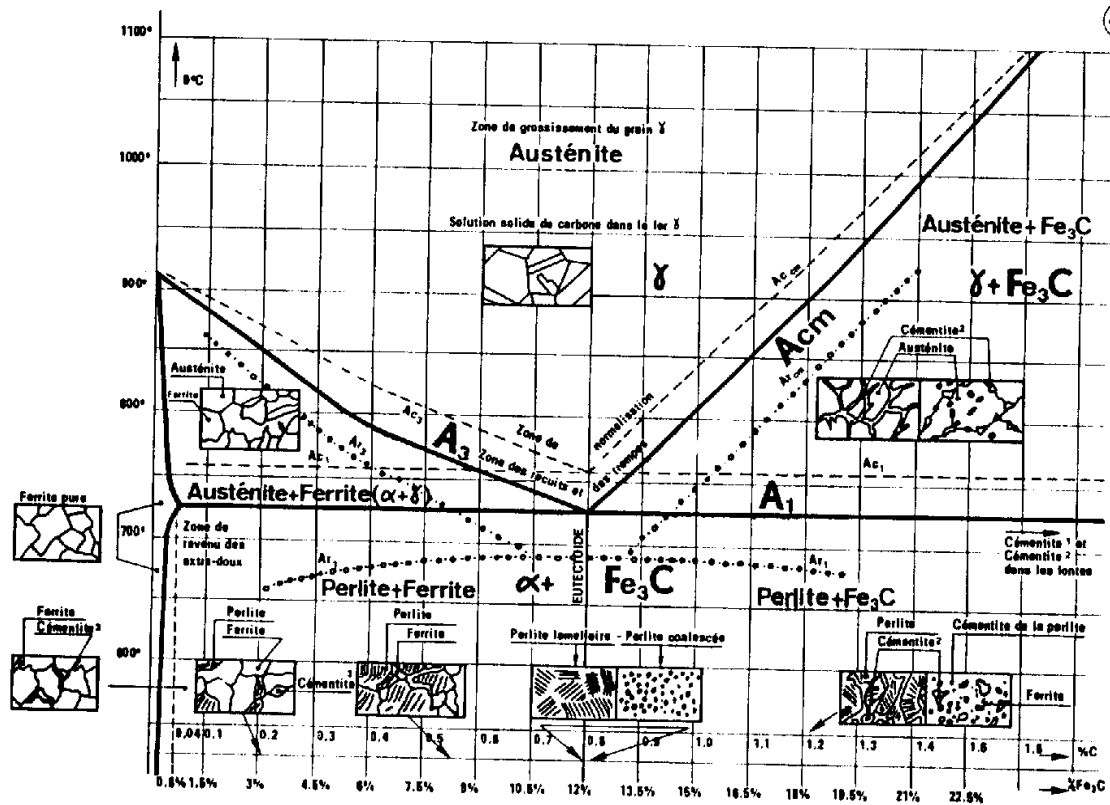 1100°
θ°C
Zone de grossissement du grain ɣ
Austénite
1000°
Solution solide de carbone dans le fer ɣ
ɣ
Austénite+Fe₃C
ɣ+Fe₃C
900°
Ac cm
Acm
Ar cm
Cémentite²
Austénite
Austénite
Ferrite
800°
Ac₃
A₃
Ar₃
Zone de normalisation
Zone des recuits et des trempes
Ac₁
Ac₁
Austénite+Ferrite(α+ɣ)
A₁
Ferrite pure
700°
Zone de
revenu des
extra-doux
EUTECTOIDE
Cémentite¹ et
Cémentite²
dans les fontes
Ar₁
Ar₁
Perlite+Ferrite
α+ Fe₃C
Perlite+Fe₃C
Ferrite
Cémentite³
Perlite
Ferrite
Cémentite³
Perlite
Ferrite
Perlite lamellaire - Perlite coalescée
Perlite
Cémentite²
Cémentite de la perlite
Ferrite
600°
0.04 0.1 0.2 0.3 0.4 0.5 0.6 0.7 0.8 0.9 1.0 1.1 1.2 1.3 1.4 1.5 %C
0.6% 1.5% 3% 4.5% 6% 7.5% 9% 10.5% 12% 13.5% 15% 16.5% 18% 19.5% 21% 22.5% %Fe₃C